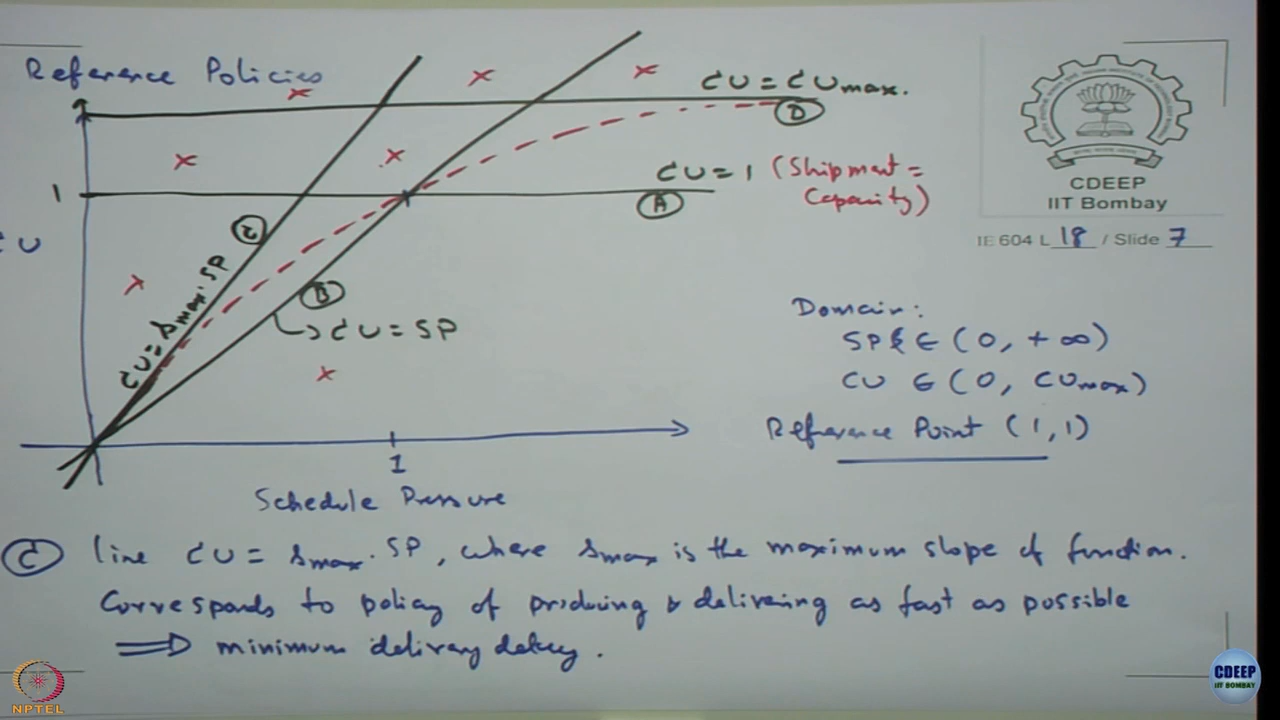 Reference Policies
CU = CUmax.
D
1
CU = 1 (Shipment =
Capacity)
A
CU
C
CU = smax. SP
B
CU = SP
1
Schedule Pressure
CDEEP
IIT Bombay
IE 604 L 18 / Slide 7
Domain:
SP ∈ (0, +∞)
CU ∈ (0, CUmax)
Reference Point (1,1)
C line CU = smax. SP, where smax is the maximum slope of function.
Corresponds to policy of producing & delivering as fast as possible
⟹ minimum delivery delay.
NPTEL
CDEEP
IIT BOMBAY